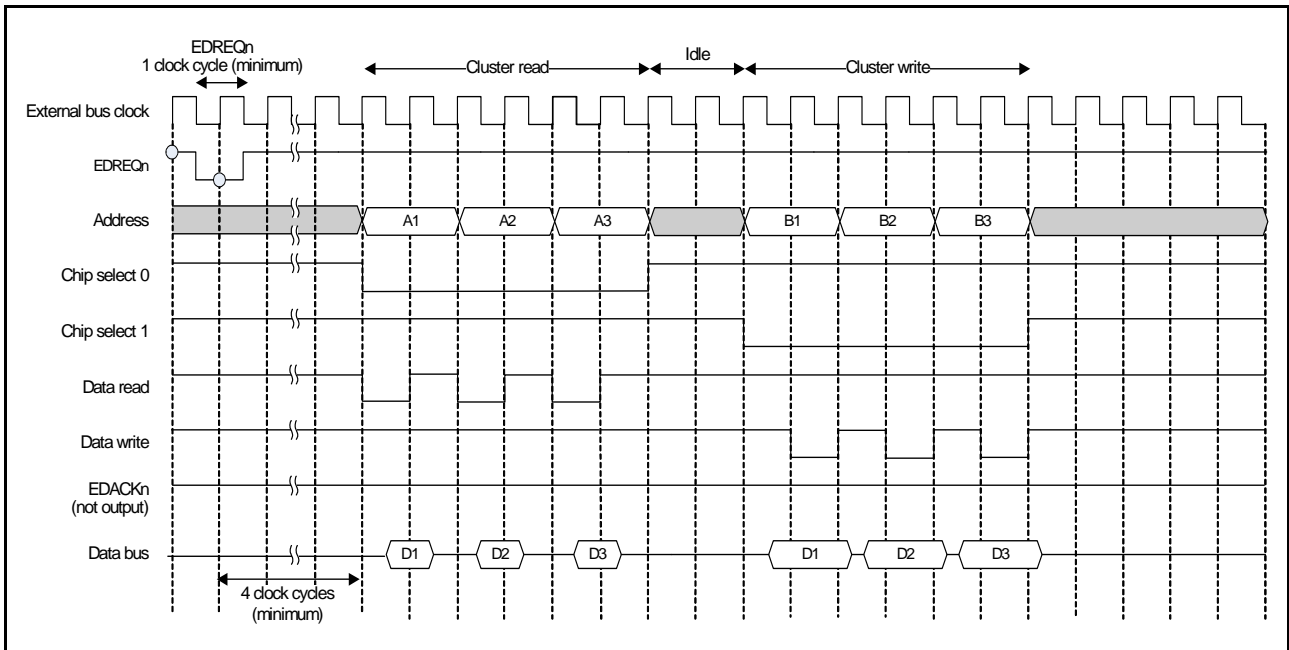 EDREQn
1 clock cycle (minimum)
Cluster read
Idle
Cluster write
External bus clock
EDREQn
Address
A1
A2
A3
B1
B2
B3
Chip select 0
Chip select 1
Data read
Data write
EDACKn
(not output)
Data bus
D1
D2
D3
D1
D2
D3
4 clock cycles
(minimum)